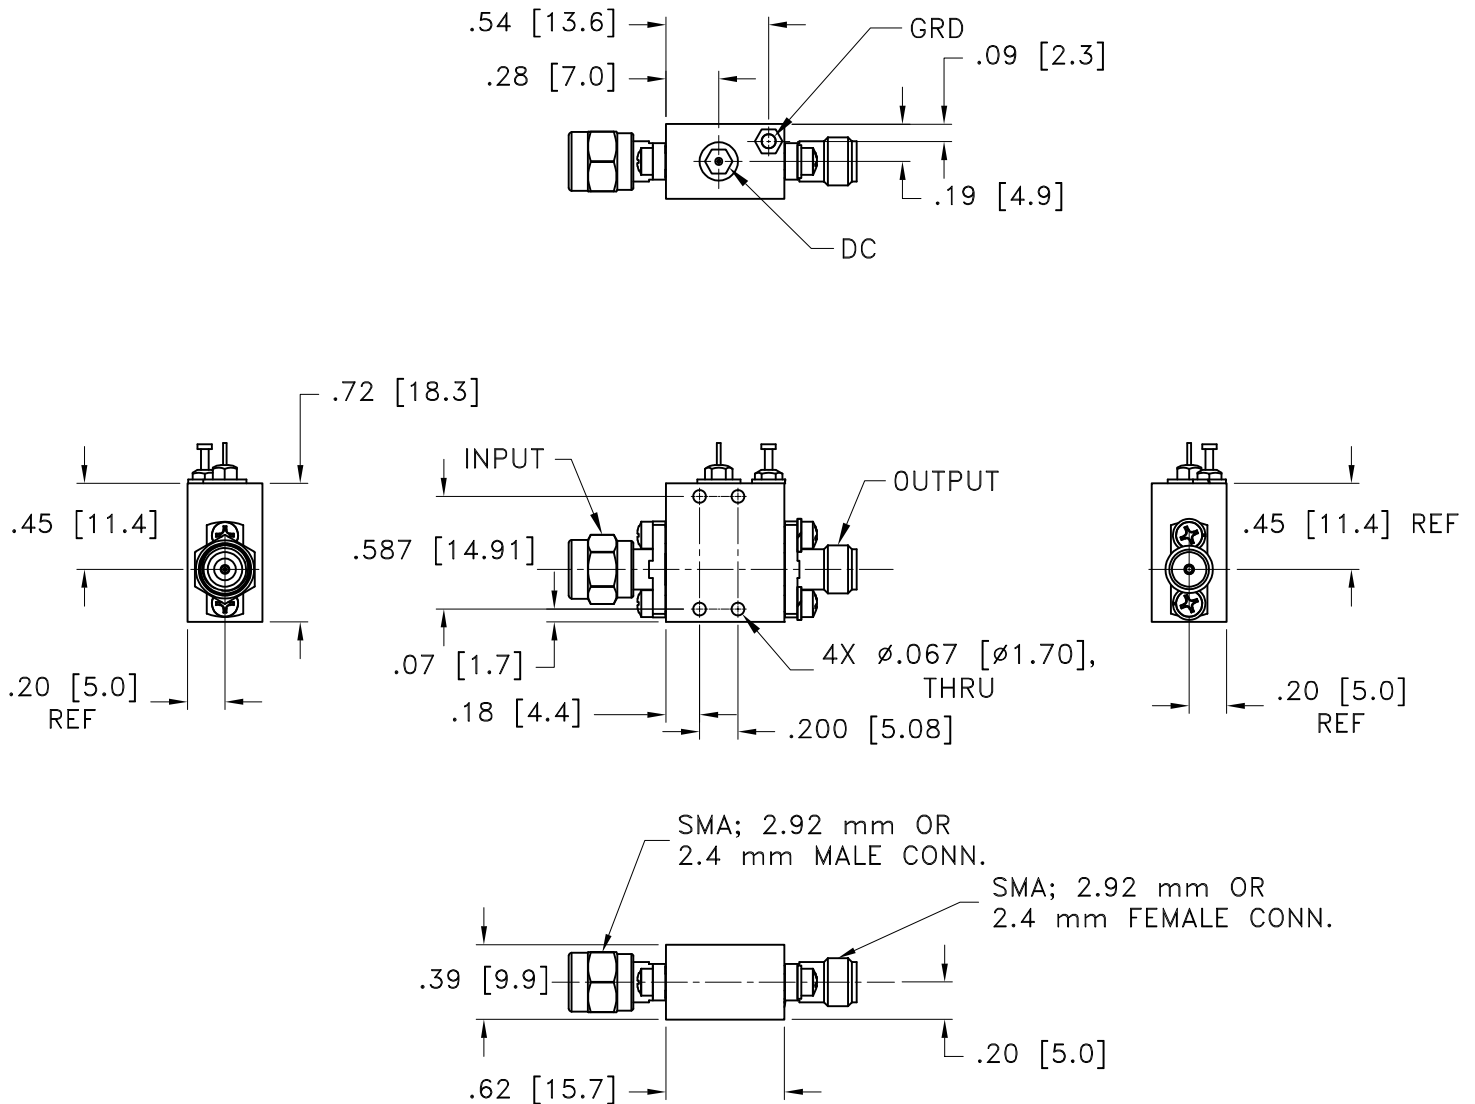 .54 [13.6]
GRD
.09 [2.3]
.28 [7.0]
.19 [4.9]
DC
.72 [18.3]
INPUT
OUTPUT
.45 [11.4]
.587 [14.91]
.45 [11.4] REF
.07 [1.7]
4X ø.067 [ø1.70],
THRU
.20 [5.0]
REF
.18 [4.4]
.200 [5.08]
.20 [5.0]
REF
SMA; 2.92 mm OR
2.4 mm MALE CONN.
SMA; 2.92 mm OR
2.4 mm FEMALE CONN.
.39 [9.9]
.20 [5.0]
.62 [15.7]